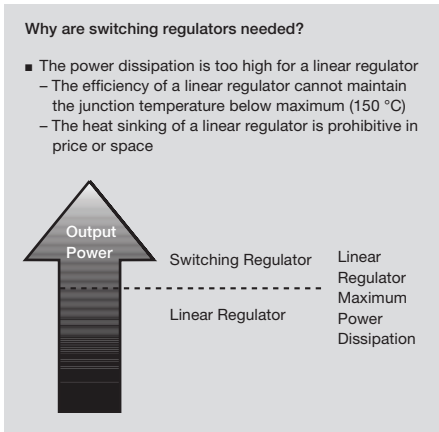 Why are switching regulators needed?
■ The power dissipation is too high for a linear regulator
– The efficiency of a linear regulator cannot maintain
the junction temperature below maximum (150 °C)
– The heat sinking of a linear regulator is prohibitive in
price or space
Output
Power
Switching Regulator
Linear Regulator
Linear
Regulator
Maximum
Power
Dissipation